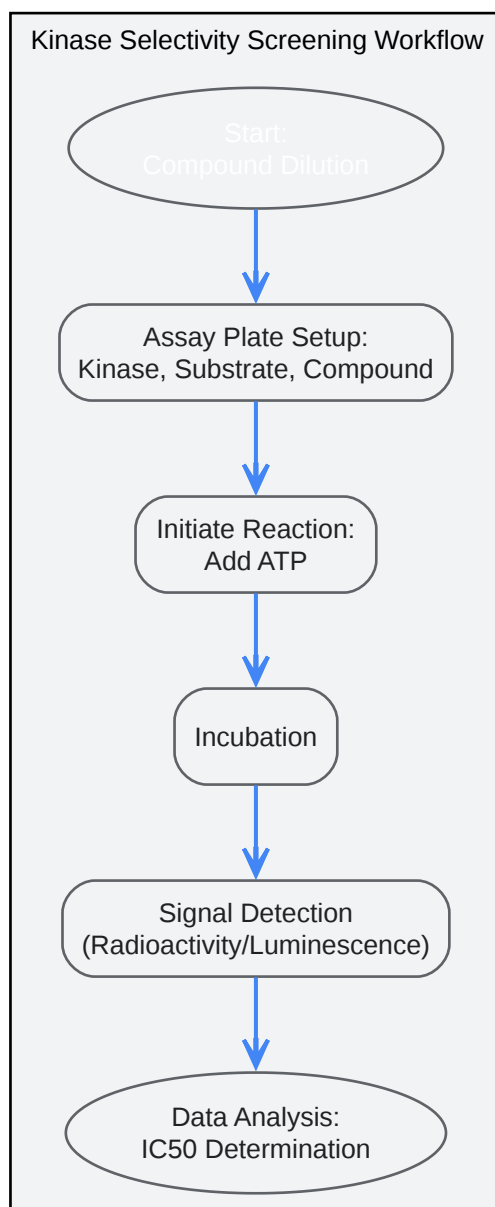 Kinase Selectivity Screening Workflow
Start:
Compound Dilution
Assay Plate Setup:
Kinase, Substrate, Compound
Initiate Reaction:
Add ATP
Incubation
Signal Detection
(Radioactivity/Luminescence)
Data Analysis:
IC50 Determination